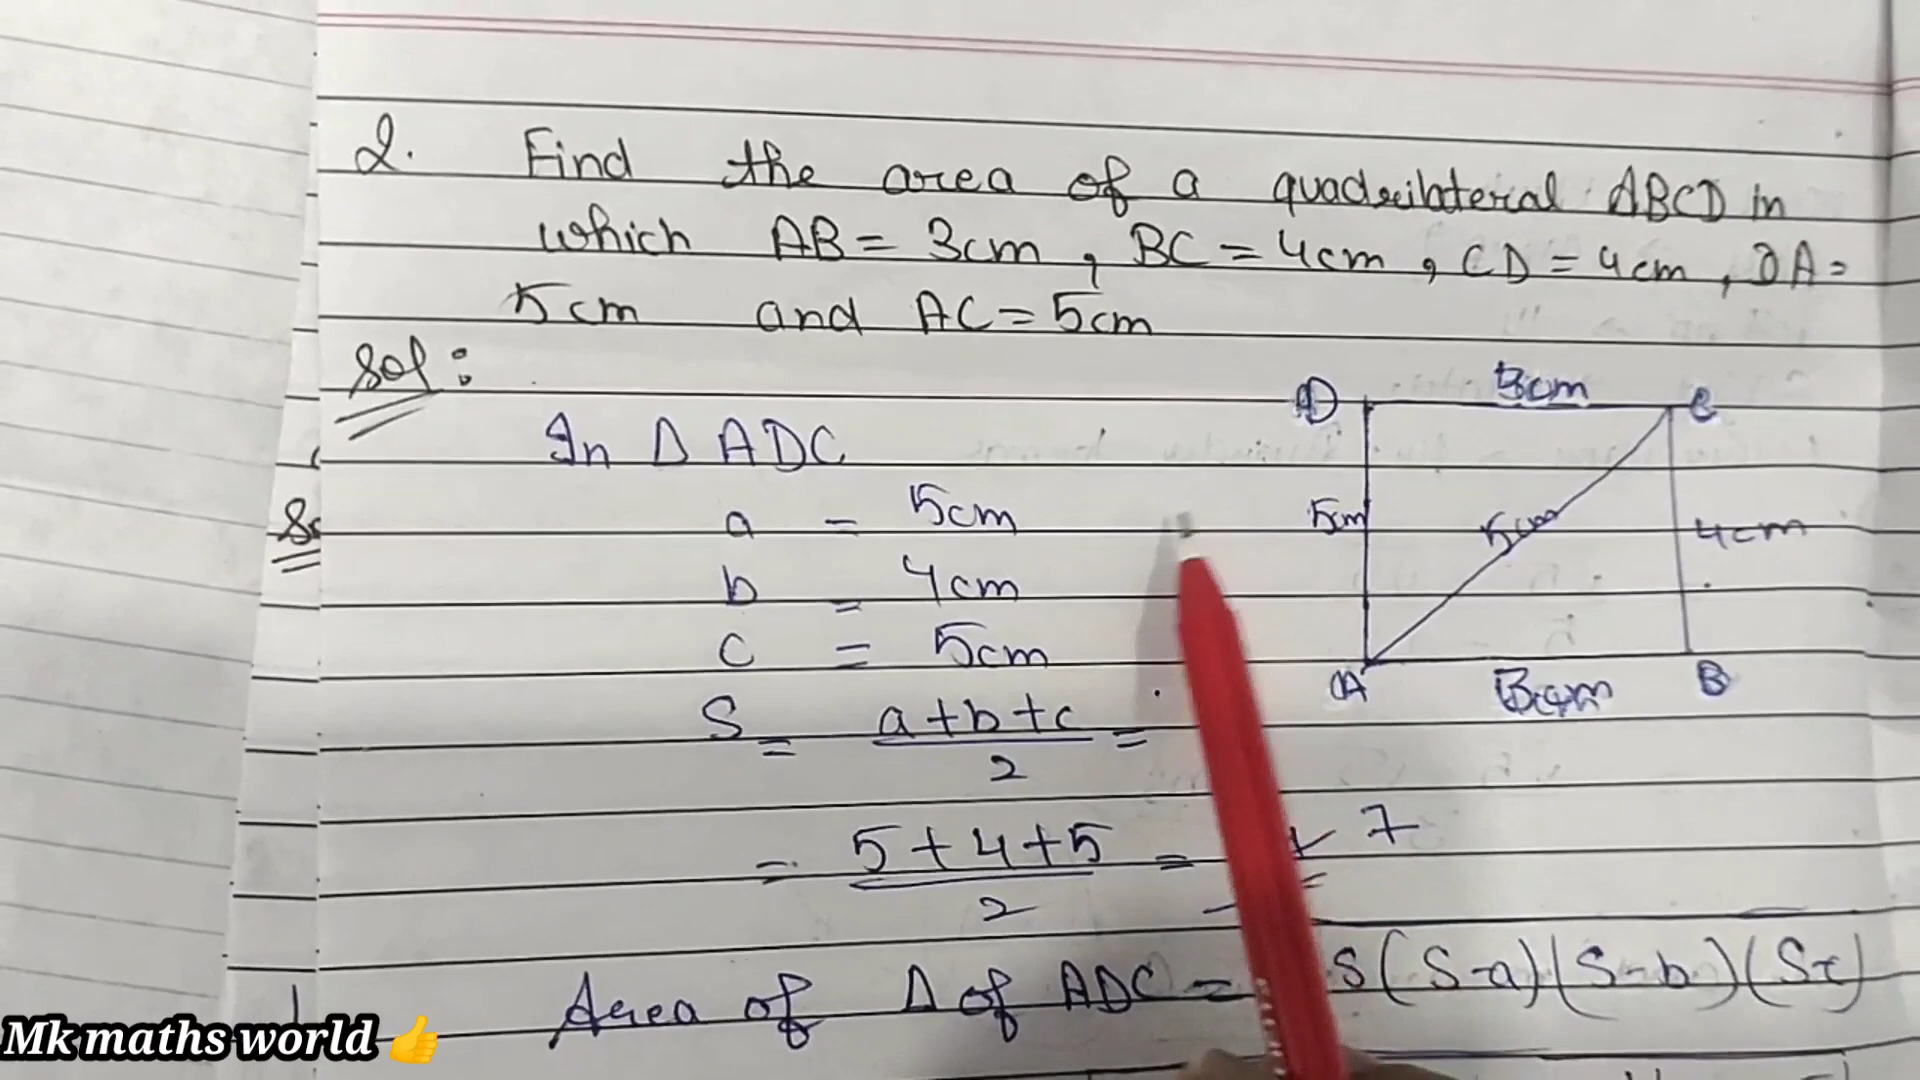 2. Find the area of a quadrilateral ABCD in
which AB = 3cm, BC = 4cm, CD = 4cm, DA =
5cm and AC = 5cm
Sol:
In Δ ADC
a = 5cm
b = 4cm
c = 5cm
S = a+b+c / 2 =
= 5+4+5 / 2 = 7
Area of Δ of ADC = S(S-a)(S-b)(S-c)
D
C
5cm
5cm
4cm
A
B
Mk maths world 👍